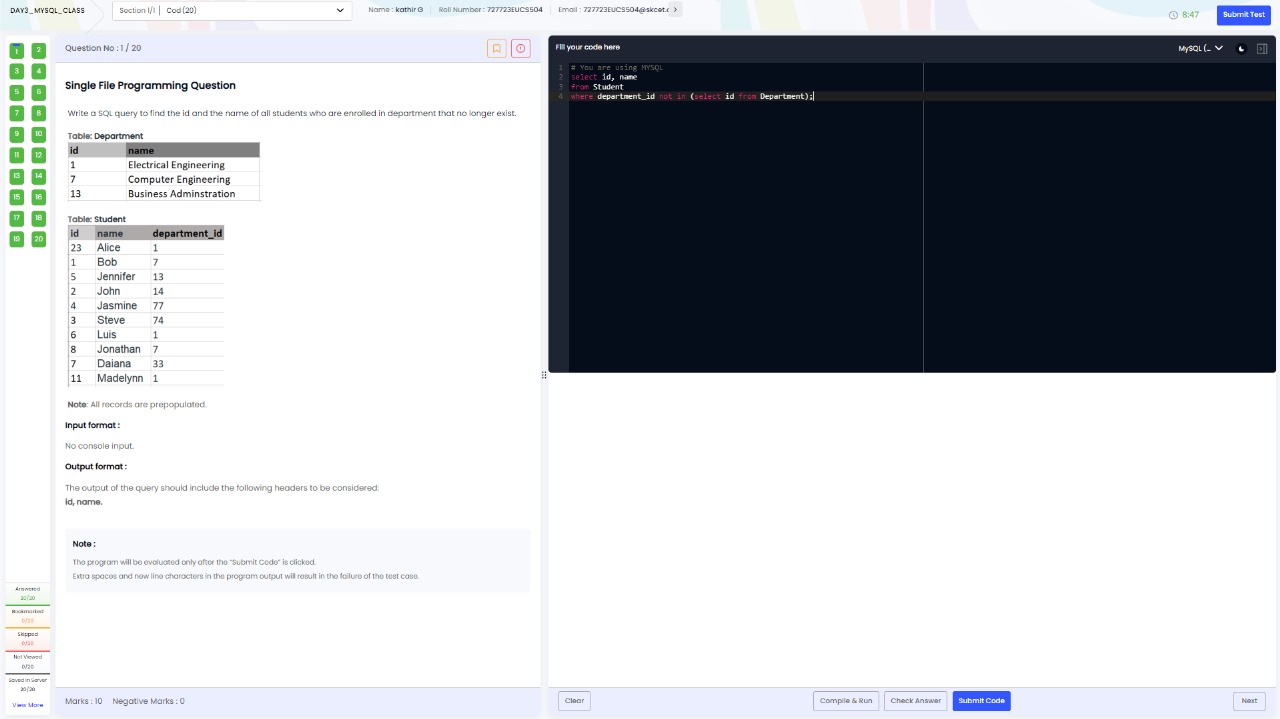 DAY3_MYSQL_CLASS
Section 1/1 | Cod (20)
Name : kathir G
Roll Number : 727723EUCS504
Email : 727723EUCS504@skcet.c
8:47
Submit Test
1 2
3 4
5 6
7 8
9 10
11 12
13 14
15 16
17 18
19 20
Answered
20/20
Bookmarked
0/20
Skipped
0/20
Not Viewed
0/20
Saved in Server
20/20
View More
Question No : 1 / 20
Single File Programming Question
Write a SQL query to find the id and the name of all students who are enrolled in department that no longer exist.
Table: Department
id name
1 Electrical Engineering
7 Computer Engineering
13 Business Adminstration
Table: Student
id name department_id
23 Alice 1
1 Bob 7
5 Jennifer 13
2 John 14
4 Jasmine 77
3 Steve 74
6 Luis 1
8 Jonathan 7
7 Daiana 33
11 Madelynn 1
Note: All records are prepopulated.
Input format :
No console input.
Output format :
The output of the query should include the following headers to be considered:
id, name.
Note :
The program will be evaluated only after the "Submit Code" is clicked.
Extra spaces and new line characters in the program output will result in the failure of the test case.
Marks : 10 Negative Marks : 0
Fill your code here
MySQL (...
1 # You are using MYSQL
2 select id, name
3 from Student
4 where department_id not in (select id from Department);
Clear
Compile & Run
Check Answer
Submit Code
Next